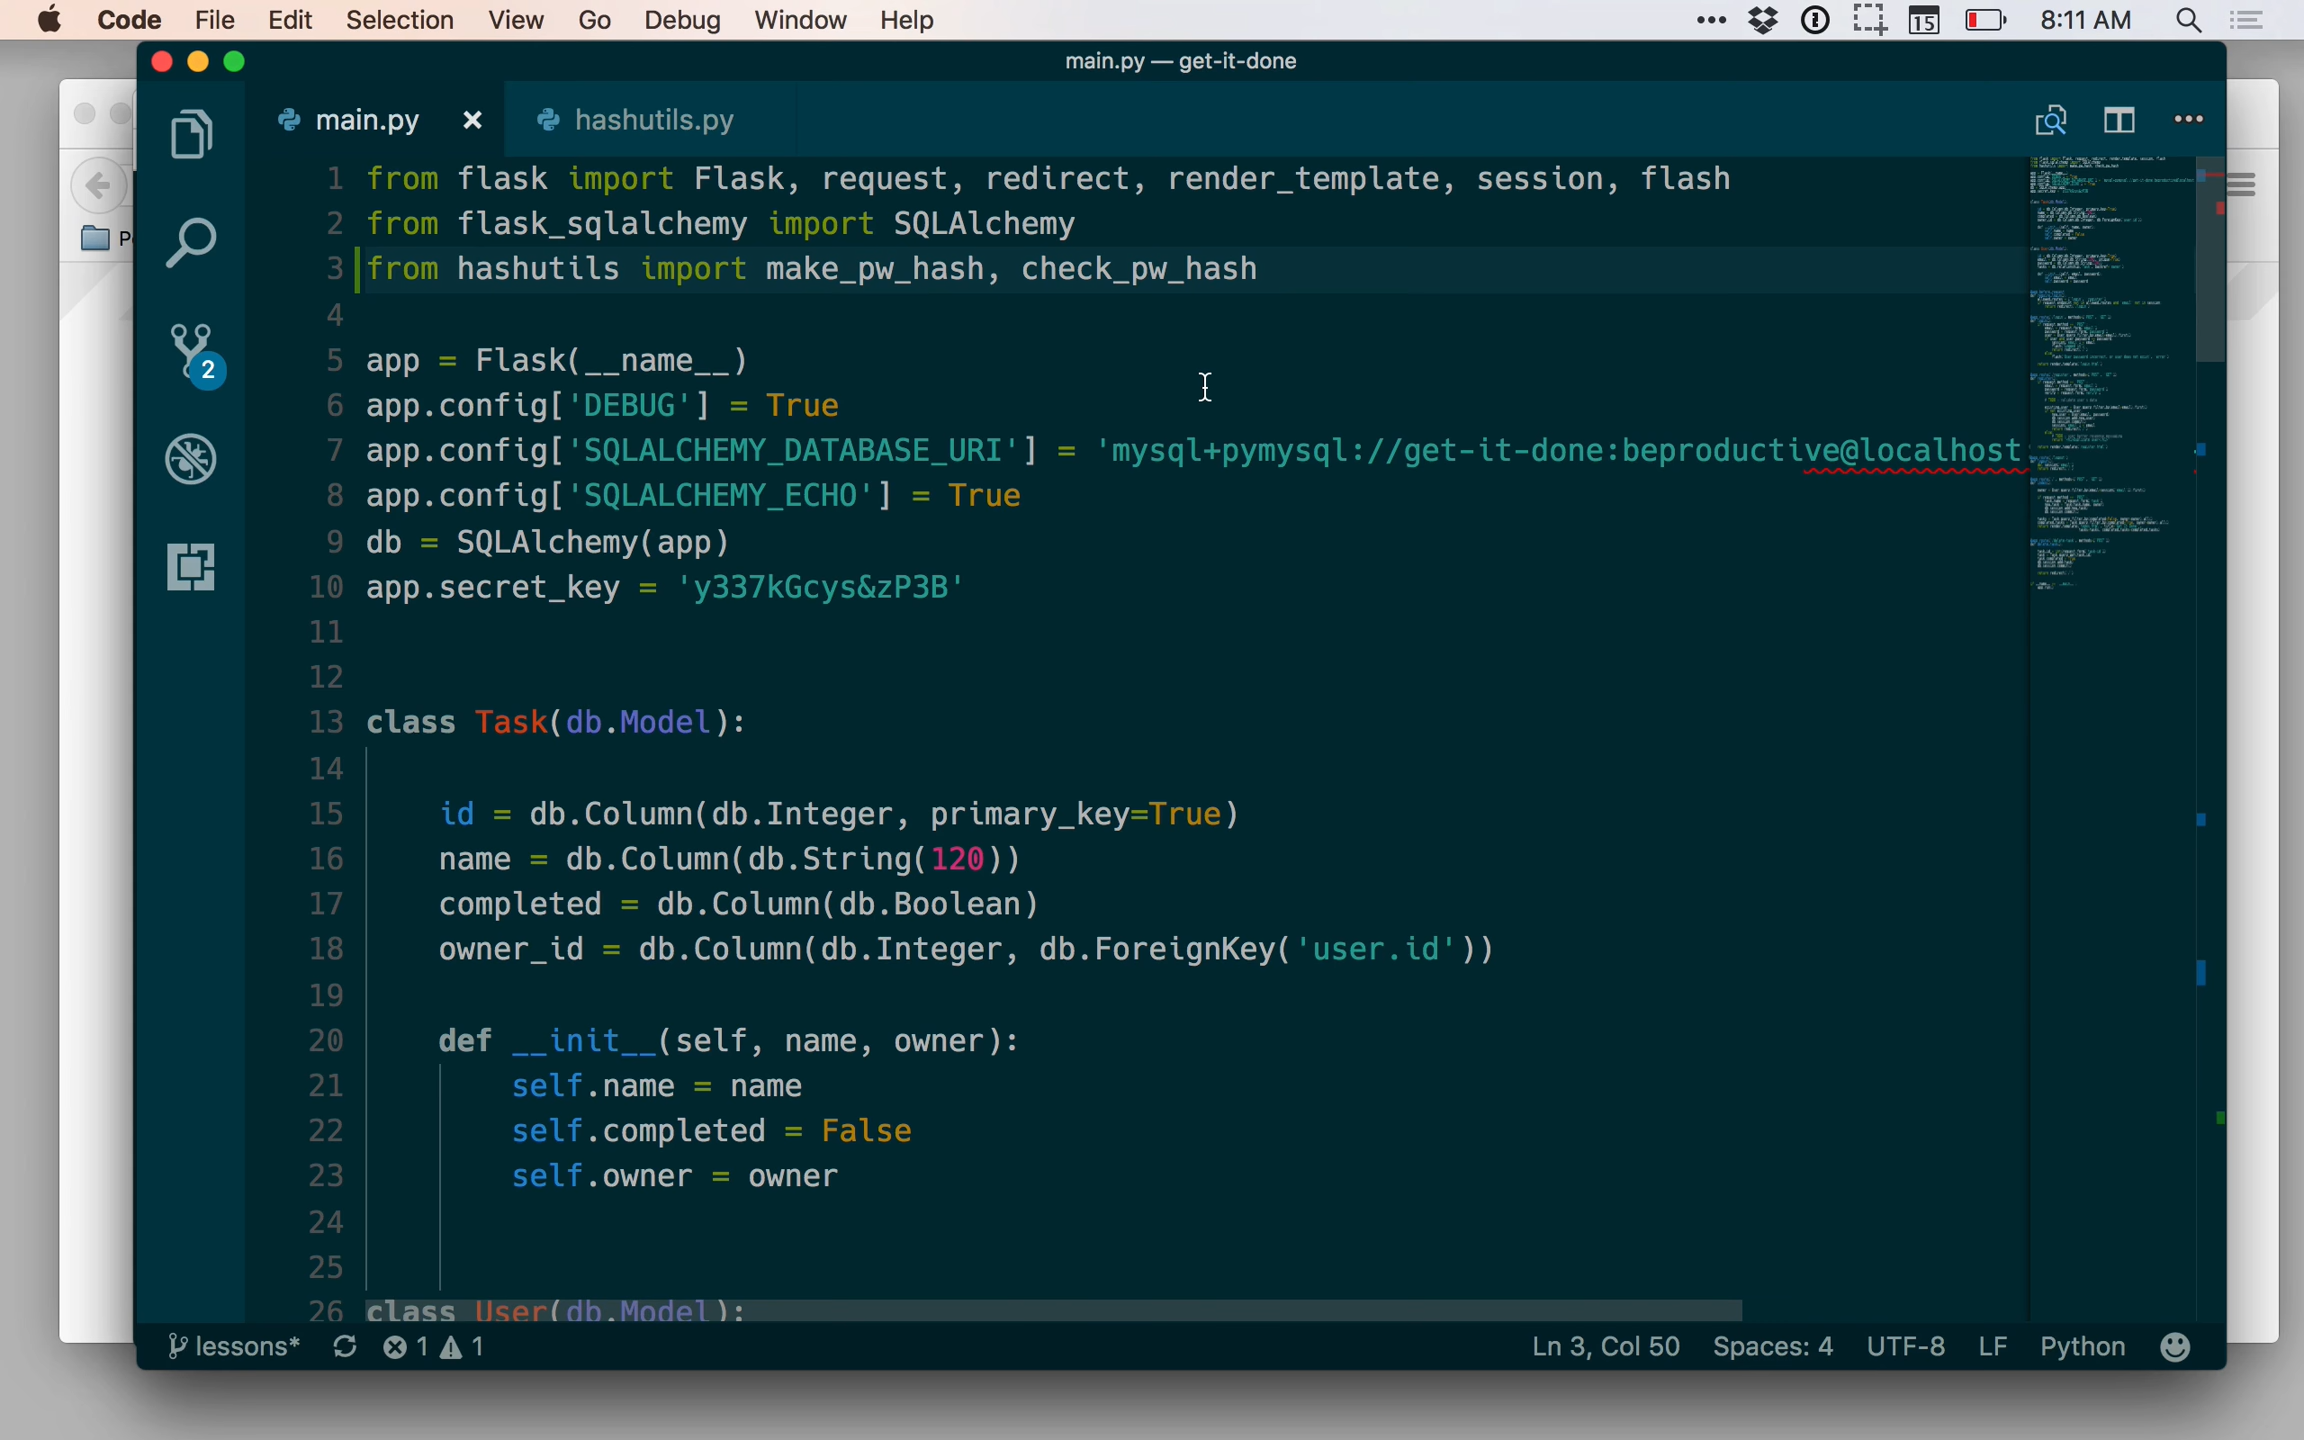 Code File Edit Selection View Go Debug Window Help 15 8:11 AM
main.py — get-it-done
main.py hashutils.py
1 from flask import Flask, request, redirect, render_template, session, flash
2 from flask_sqlalchemy import SQLAlchemy
3 from hashutils import make_pw_hash, check_pw_hash
4
5 app = Flask(__name__)
6 app.config['DEBUG'] = True
7 app.config['SQLALCHEMY_DATABASE_URI'] = 'mysql+pymysql://get-it-done:beproductive@localhost
8 app.config['SQLALCHEMY_ECHO'] = True
9 db = SQLAlchemy(app)
10 app.secret_key = 'y337kGcys&zP3B'
11
12
13 class Task(db.Model):
14
15 id = db.Column(db.Integer, primary_key=True)
16 name = db.Column(db.String(120))
17 completed = db.Column(db.Boolean)
18 owner_id = db.Column(db.Integer, db.ForeignKey('user.id'))
19
20 def __init__(self, name, owner):
21 self.name = name
22 self.completed = False
23 self.owner = owner
24
25
26 class User(db.Model):
2
lessons* 1 1 Ln 3, Col 50 Spaces: 4 UTF-8 LF Python